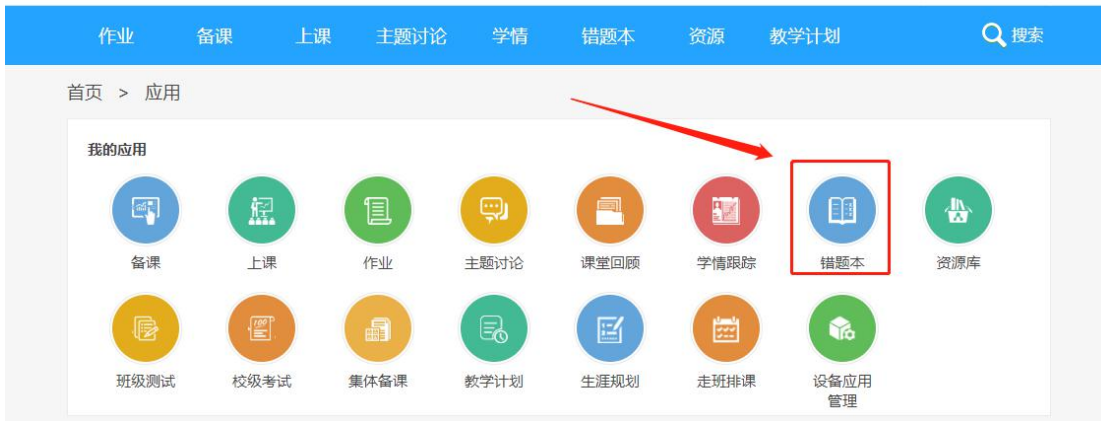 作业 备课 上课 主题讨论 学情 错题本 资源 教学计划 搜索
首页 > 应用
我的应用
备课 上课 作业 主题讨论 课堂回顾 学情跟踪 错题本 资源库
100
班级测试 校级考试 集体备课 教学计划 生涯规划 走班排课 设备应用
管理